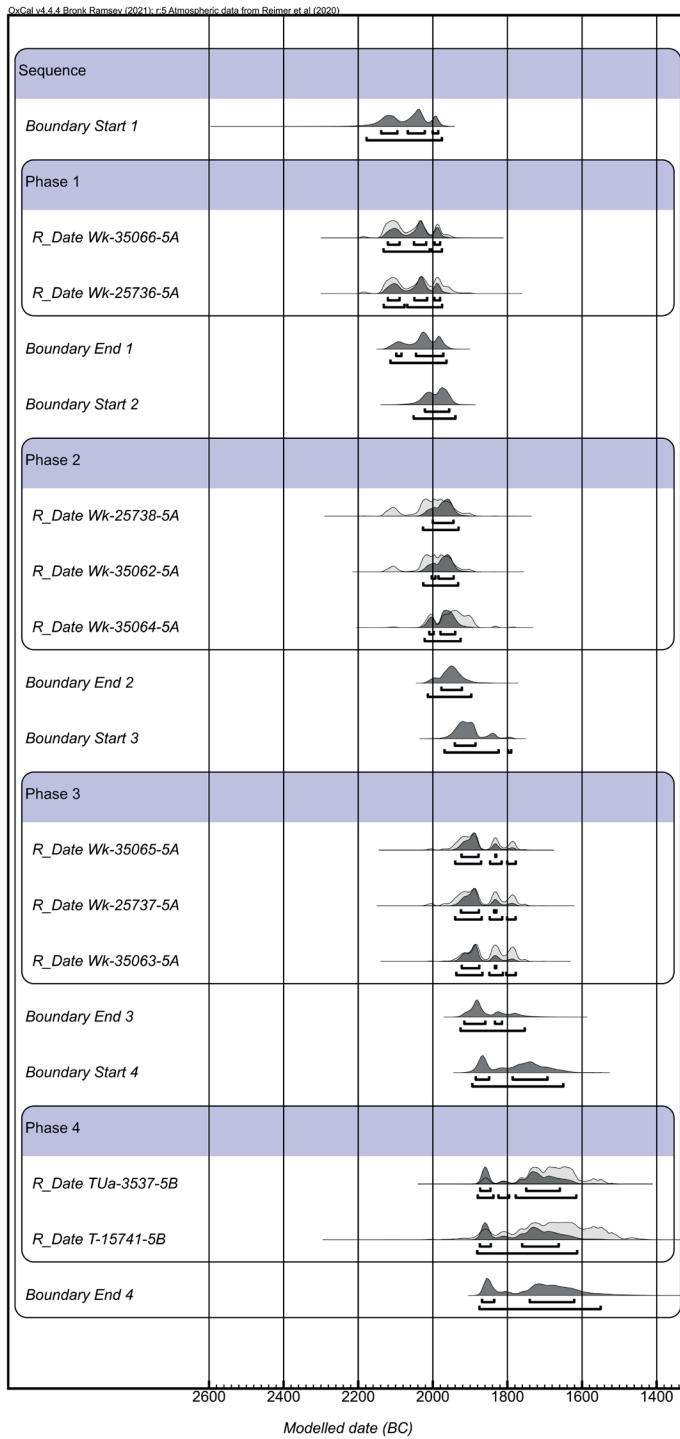 OxCal v4.4.4 Bronk Ramsey (2021); r:5 Atmospheric data from Reimer et al (2020)
Sequence
Boundary Start 1
Phase 1
R_Date Wk-35066-5A
R_Date Wk-25736-5A
Boundary End 1
Boundary Start 2
Phase 2
R_Date Wk-25738-5A
R_Date Wk-35062-5A
R_Date Wk-35064-5A
Boundary End 2
Boundary Start 3
Phase 3
R_Date Wk-35065-5A
R_Date Wk-25737-5A
R_Date Wk-35063-5A
Boundary End 3
Boundary Start 4
Phase 4
R_Date TUa-3537-5B
R_Date T-15741-5B
Boundary End 4
2600 2400 2200 2000 1800 1600 1400
Modelled date (BC)